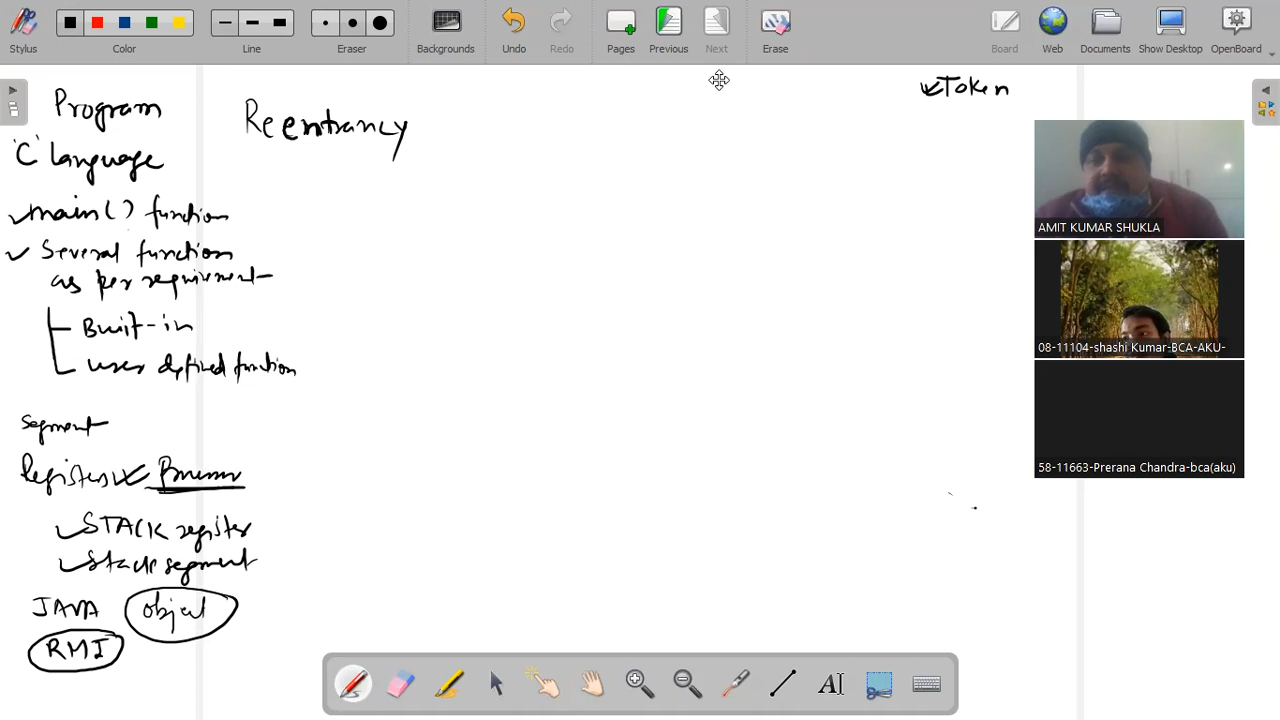 Stylus
Color
Line
Eraser
Backgrounds
Undo
Redo
Pages
Previous
Next
Erase
Board
Web
Documents
Show Desktop
OpenBoard
Program
'C' language
main() function
Several function
as per requirement
Built-in
user defined function
Segment
Registers
STACK register
Stack segment
JAVA object
RMI
Reentrancy
Token
AMIT KUMAR SHUKLA
08-11104-shashi Kumar-BCA-AKU-
58-11663-Prerana Chandra-bca(aku)